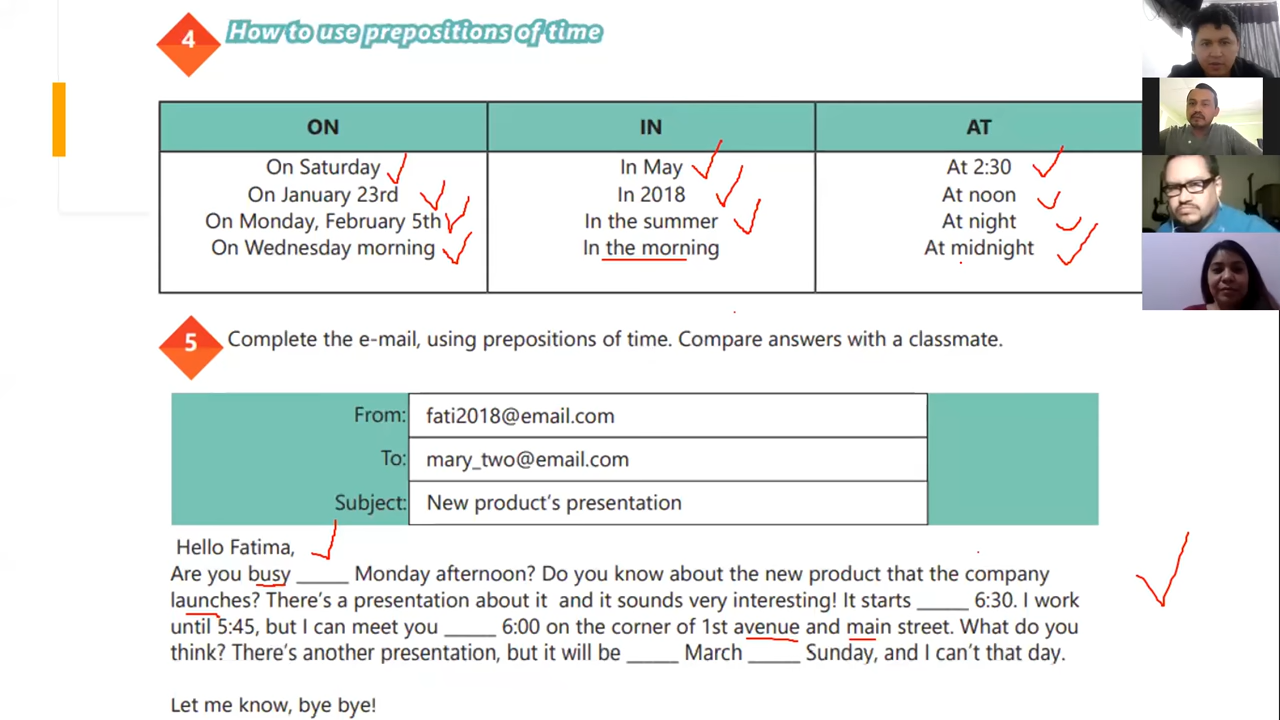 4 How to use prepositions of time
ON IN AT
On Saturday In May At 2:30
On January 23rd In 2018 At noon
On Monday, February 5th In the summer At night
On Wednesday morning In the morning At midnight
5 Complete the e-mail, using prepositions of time. Compare answers with a classmate.
From: fati2018@email.com
To: mary_two@email.com
Subject: New product's presentation
Hello Fatima,
Are you busy _____ Monday afternoon? Do you know about the new product that the company
launches? There's a presentation about it and it sounds very interesting! It starts _____ 6:30. I work
until 5:45, but I can meet you _____ 6:00 on the corner of 1st avenue and main street. What do you
think? There's another presentation, but it will be _____ March _____ Sunday, and I can't that day.
Let me know, bye bye!